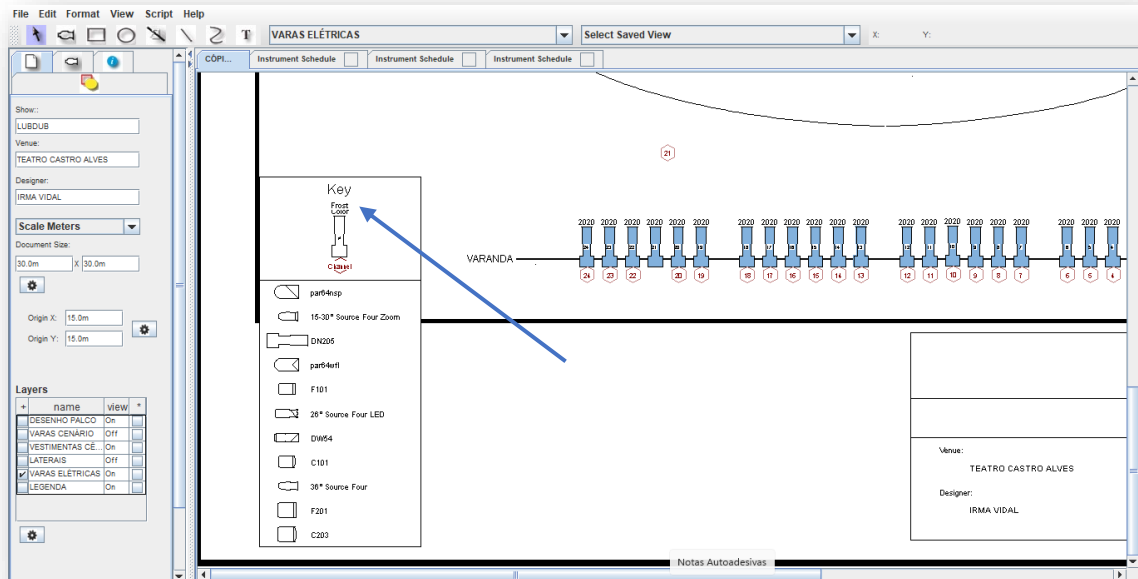 File Edit Format View Script Help
T VARAS ELÉTRICAS Select Saved View X: Y:
CÓPI... Instrument Schedule Instrument Schedule Instrument Schedule
Show::
LUBDUB
Venue:
TEATRO CASTRO ALVES
Designer:
IRMA VIDAL
Scale Meters
Document Size:
30.0m X 30.0m
Origin X: 15.0m
Origin Y: 15.0m
Layers
+ name view *
DESENHO PALCO On
VARAS CENÁRIO Off
VESTIMENTAS CÊ... On
LATERAIS Off
VARAS ELÉTRICAS On
LEGENDA On
21
Key
Frost
Color
Channel
par64nsp
15-30° Source Four Zoom
DN205
par64wfl
F101
26° Source Four LED
DW54
C101
36° Source Four
F201
C203
2020 2020 2020 2020 2020 2020 2020 2020 2020 2020 2020 2020 2020 2020 2020 2020 2020 2020 2020 2020 2020
VARANDA
24 23 22 20 19 18 17 16 15 14 13 12 11 10 9 8 7 6 5 4
Venue:
TEATRO CASTRO ALVES
Designer:
IRMA VIDAL
Notas Autoadesivas